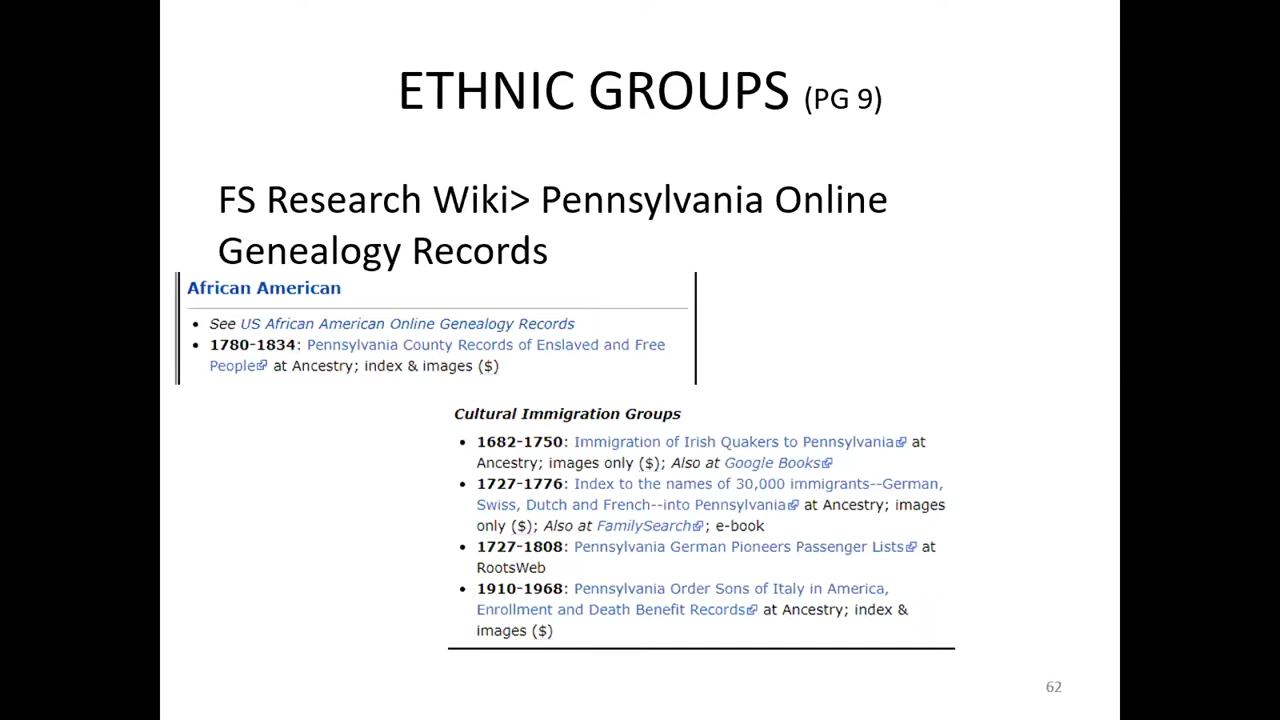 ETHNIC GROUPS (PG 9)
FS Research Wiki> Pennsylvania Online
Genealogy Records
African American
• See US African American Online Genealogy Records
• 1780-1834: Pennsylvania County Records of Enslaved and Free
People at Ancestry; index & images ($)
Cultural Immigration Groups
• 1682-1750: Immigration of Irish Quakers to Pennsylvania at
Ancestry; images only ($); Also at Google Books
• 1727-1776: Index to the names of 30,000 immigrants--German,
Swiss, Dutch and French--into Pennsylvania at Ancestry; images
only ($); Also at FamilySearch; e-book
• 1727-1808: Pennsylvania German Pioneers Passenger Lists at
RootsWeb
• 1910-1968: Pennsylvania Order Sons of Italy in America,
Enrollment and Death Benefit Records at Ancestry; index &
images ($)
62